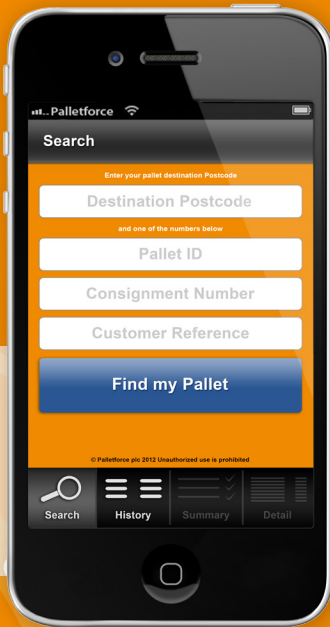 Palletforce
Search
Enter your pallet destination Postcode
Destination Postcode
and one of the numbers below
Pallet ID
Consignment Number
Customer Reference
Find my Pallet
© Palletforce plc 2012 Unauthorized use is prohibited
Search History Summary Detail